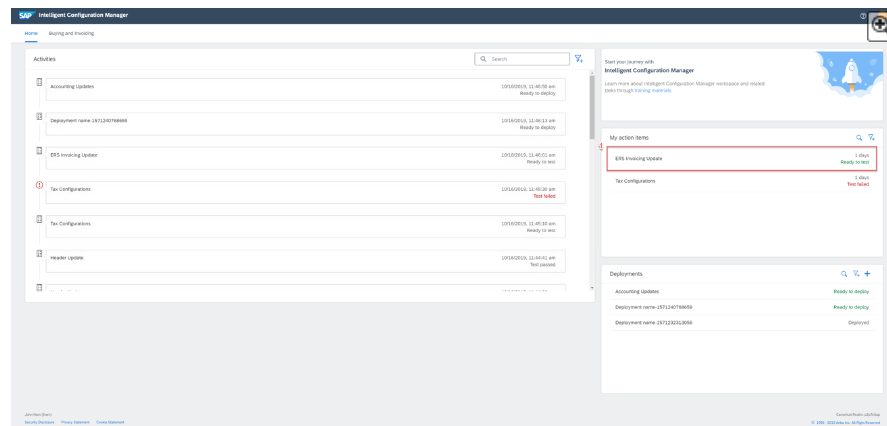 SAP Intelligent Configuration Manager
Home Buying and Invoicing
Activities
Search
Accounting Updates
10/16/2019, 11:46:50 am
Ready to deploy
Deployment name-1571240768659
10/16/2019, 11:46:13 am
Ready to deploy
ERS Invoicing Update
10/16/2019, 11:46:01 am
Ready to test
Tax Configurations
10/16/2019, 11:45:30 am
Test failed
Tax Configurations
10/16/2019, 11:45:10 am
Ready to test
Header Update
10/16/2019, 11:44:41 am
Test passed
Start your journey with
Intelligent Configuration Manager
Learn more about Intelligent Configuration Manager workspace and related
tasks through training materials.
My action items
ERS Invoicing Update
1 days
Ready to test
Tax Configurations
1 days
Test failed
Deployments
Accounting Updates Ready to deploy
Deployment name-1571240768659 Ready to deploy
Deployment name-1571232313056 Deployed
Security Disclosure Privacy Statement Cookie Statement